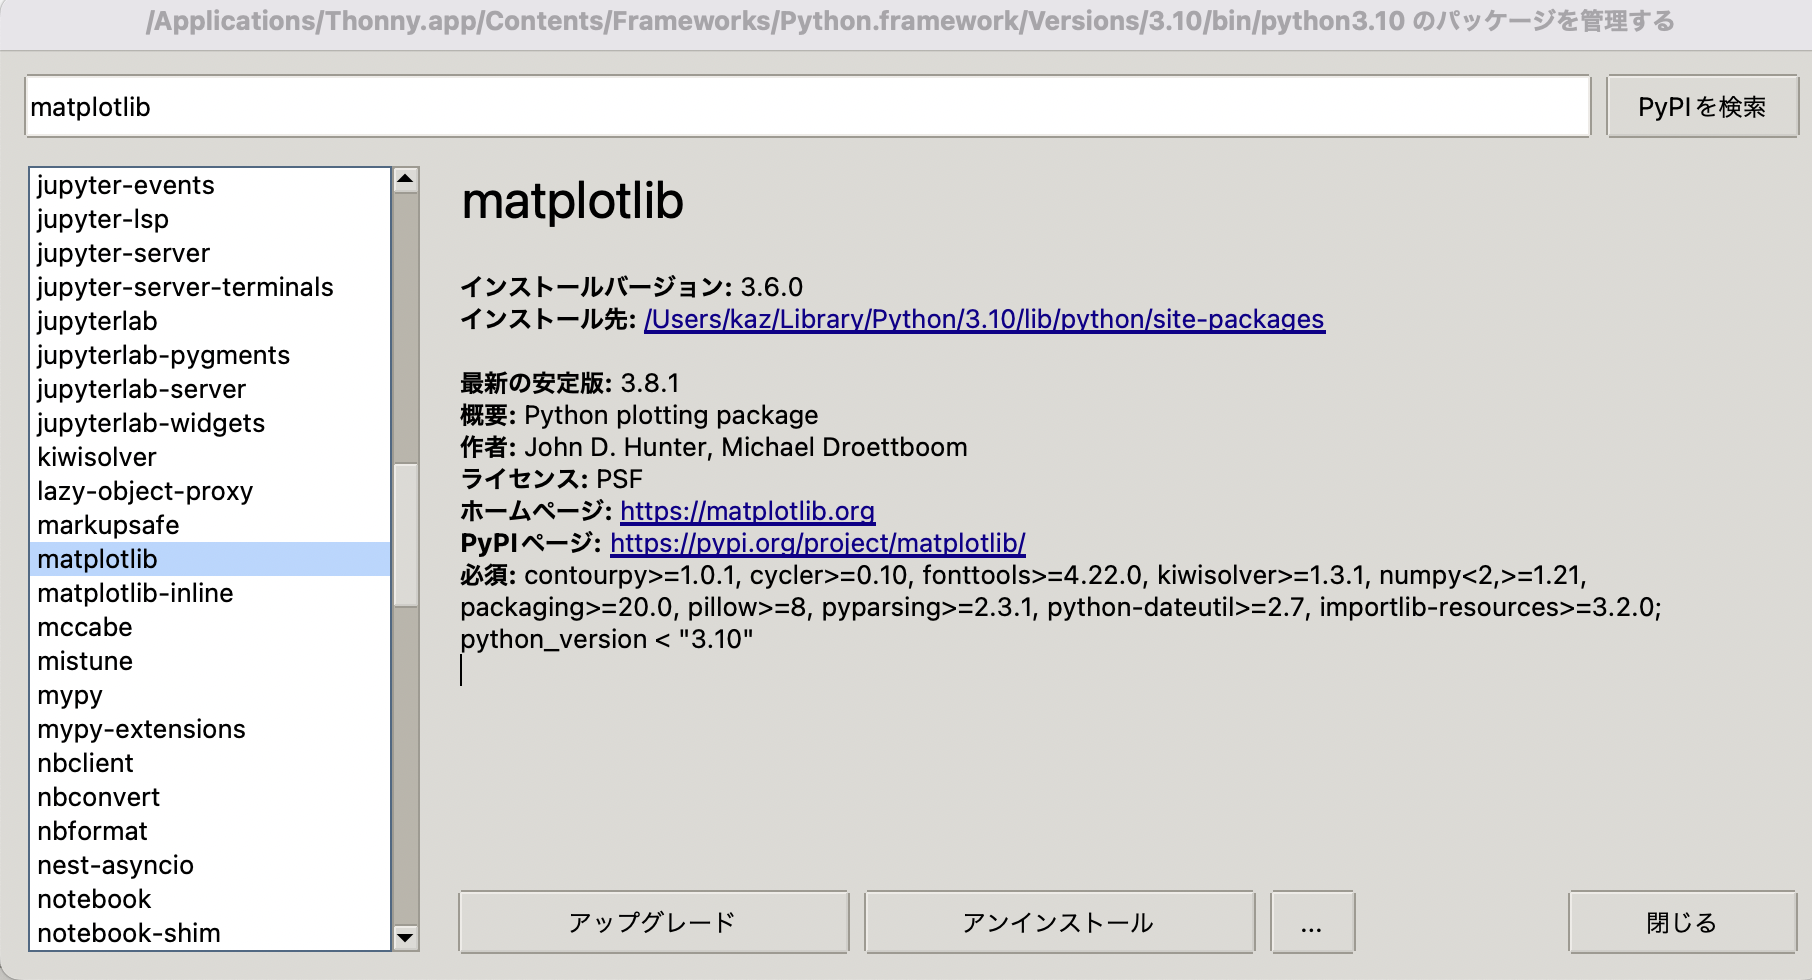 /Applications/Thonny.app/Contents/Frameworks/Python.framework/Versions/3.10/bin/python3.10 のパッケージを管理する
matplotlib
PyPIを検索
jupyter-events
jupyter-lsp
jupyter-server
jupyter-server-terminals
jupyterlab
jupyterlab-pygments
jupyterlab-server
jupyterlab-widgets
kiwisolver
lazy-object-proxy
markupsafe
matplotlib
matplotlib-inline
mccabe
mistune
mypy
mypy-extensions
nbclient
nbconvert
nbformat
nest-asyncio
notebook
notebook-shim
matplotlib
インストールバージョン: 3.6.0
インストール先: /Users/kaz/Library/Python/3.10/lib/python/site-packages
最新の安定版: 3.8.1
概要: Python plotting package
作者: John D. Hunter, Michael Droettboom
ライセンス: PSF
ホームページ: https://matplotlib.org
PyPIページ: https://pypi.org/project/matplotlib/
必須: contourpy>=1.0.1, cycler>=0.10, fonttools>=4.22.0, kiwisolver>=1.3.1, numpy<2,>=1.21,
packaging>=20.0, pillow>=8, pyparsing>=2.3.1, python-dateutil>=2.7, importlib-resources>=3.2.0;
python_version < "3.10"
アップグレード
アンインストール
...
閉じる